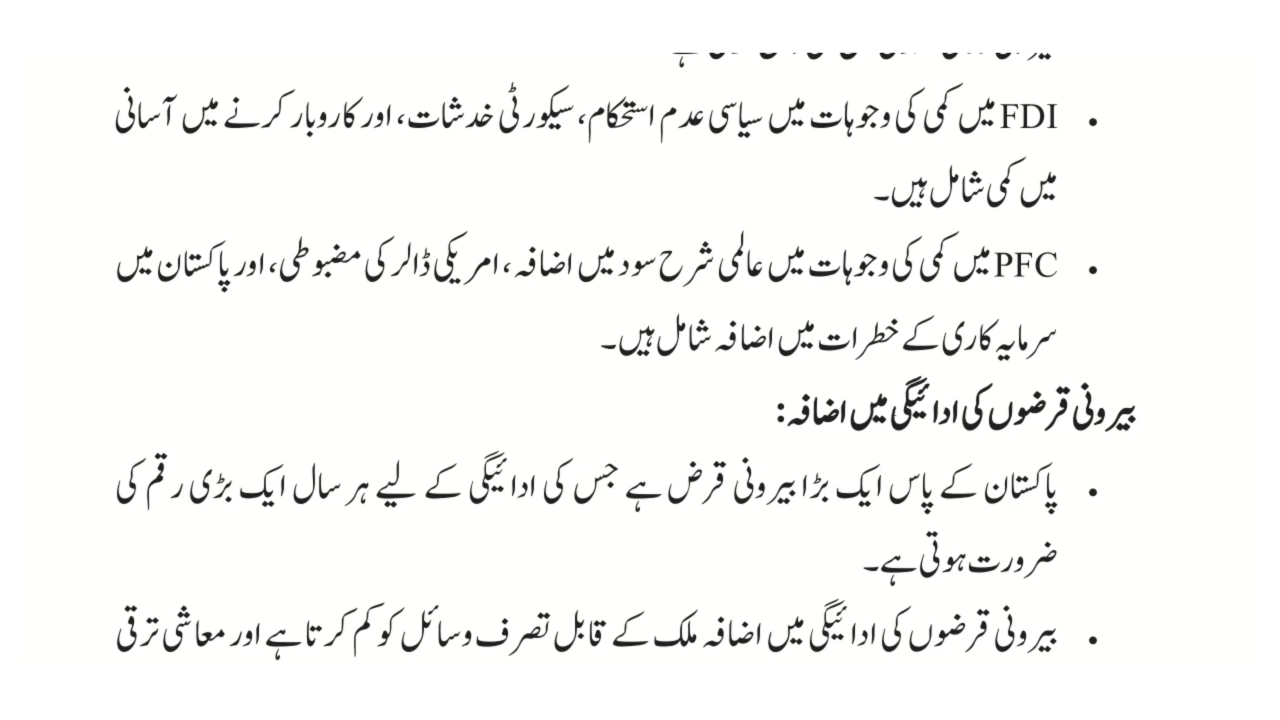 • FDI میں کمی کی وجوہات میں سیاسی عدم استحکام، سیکورٹی خدشات، اور کاروبار کرنے میں آسانی
میں کمی شامل ہیں۔
• PFC میں کمی کی وجوہات میں عالمی شرح سود میں اضافہ، امریکی ڈالر کی مضبوطی، اور پاکستان میں
سرمایہ کاری کے خطرات میں اضافہ شامل ہیں۔
بیرونی قرضوں کی ادائیگی میں اضافہ:
• پاکستان کے پاس ایک بڑا بیرونی قرض ہے جس کی ادائیگی کے لیے ہر سال ایک بڑی رقم کی
ضرورت ہوتی ہے۔
• بیرونی قرضوں کی ادائیگی میں اضافہ ملک کے قابل تصرف وسائل کو کم کرتا ہے اور معاشی ترقی